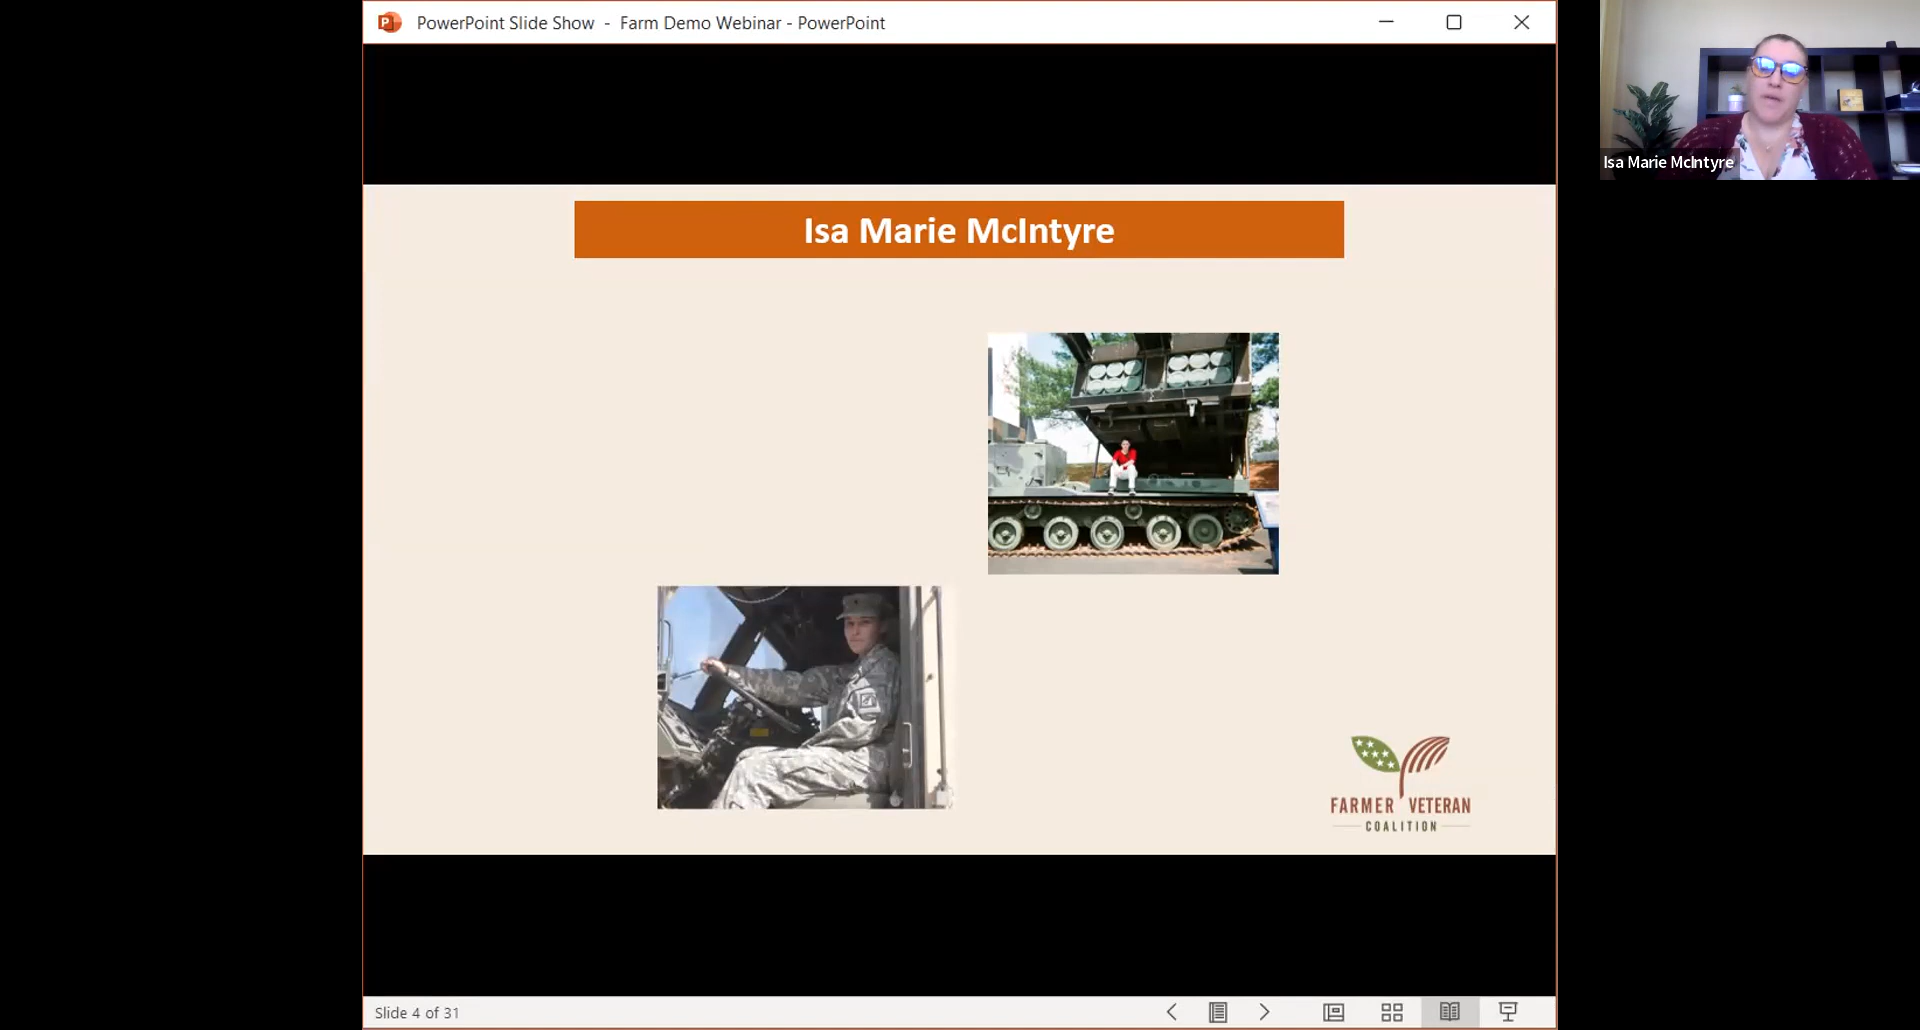 PowerPoint Slide Show - Farm Demo Webinar - PowerPoint
Isa Marie McIntyre
Isa Marie McIntyre
FARMER VETERAN
COALITION
Slide 4 of 31